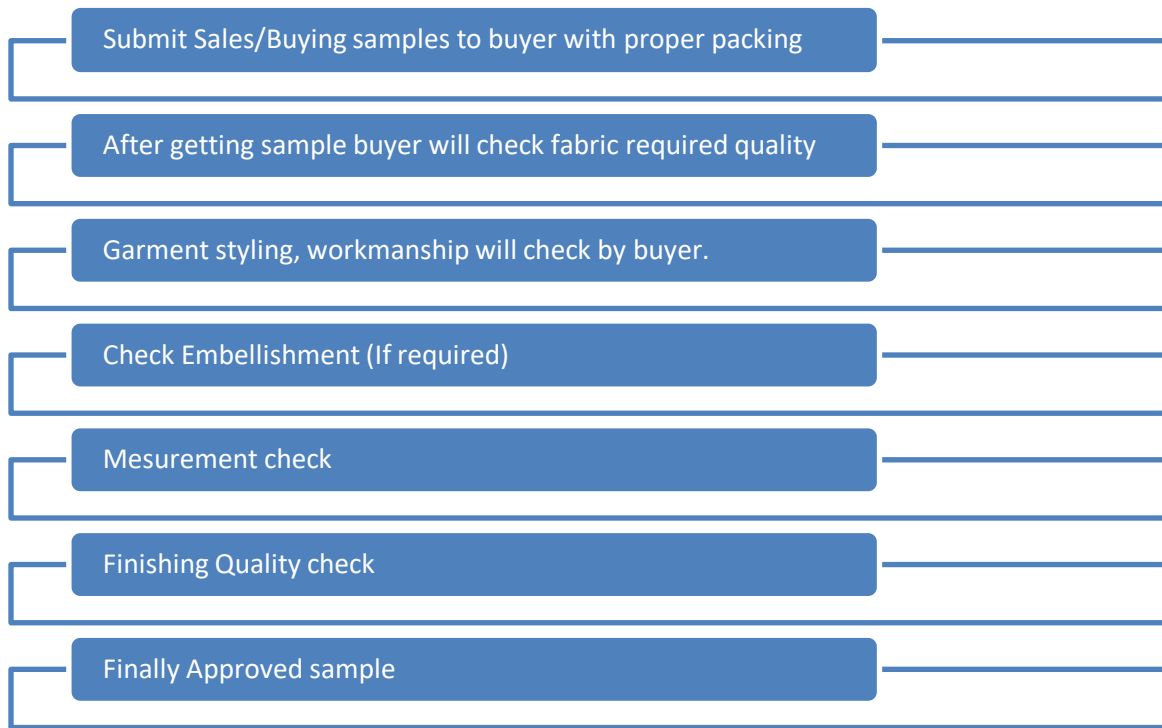 Submit Sales/Buying samples to buyer with proper packing
After getting sample buyer will check fabric required quality
Garment styling, workmanship will check by buyer.
Check Embellishment (If required)
Mesurement check
Finishing Quality check
Finally Approved sample